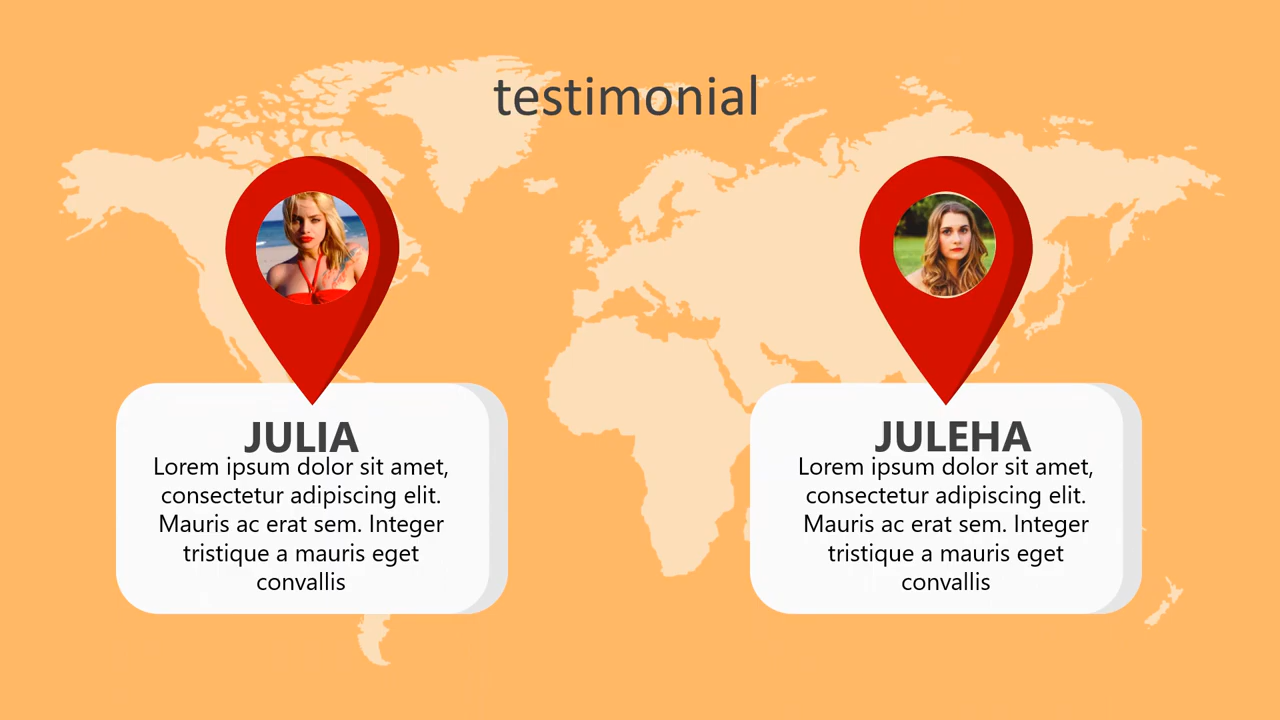 testimonial
JULIA
Lorem ipsum dolor sit amet,
consectetur adipiscing elit.
Mauris ac erat sem. Integer
tristique a mauris eget
convallis
JULEHA
Lorem ipsum dolor sit amet,
consectetur adipiscing elit.
Mauris ac erat sem. Integer
tristique a mauris eget
convallis